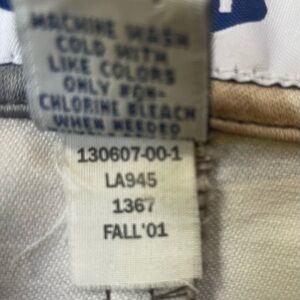 MACHINE WASH
COLD WITH
LIKE COLORS
ONLY NON-
CHLORINE BLEACH
WHEN NEEDED
130607-00-1
LA945
1367
FALL'01